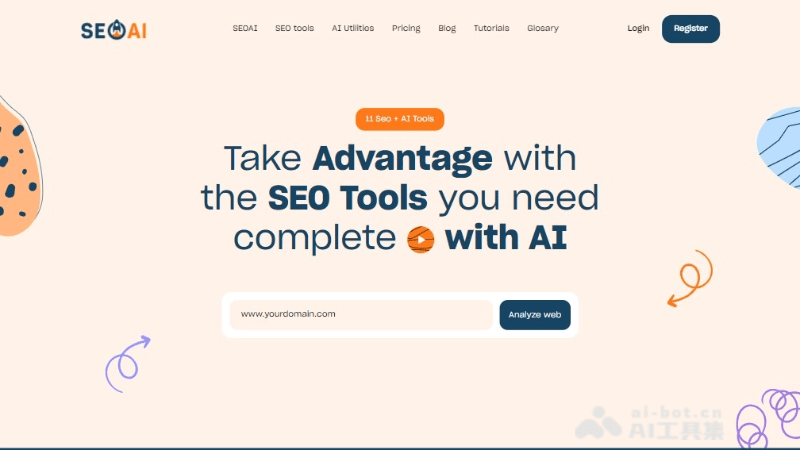 SEOAI
SEOAI SEO tools AI Utilities Pricing Blog Tutorials Glosary
Login Register
11 Seo + AI Tools
Take Advantage with
the SEO Tools you need
complete with AI
www.yourdomain.com Analyze web
ai-bot.cn
AI工具集